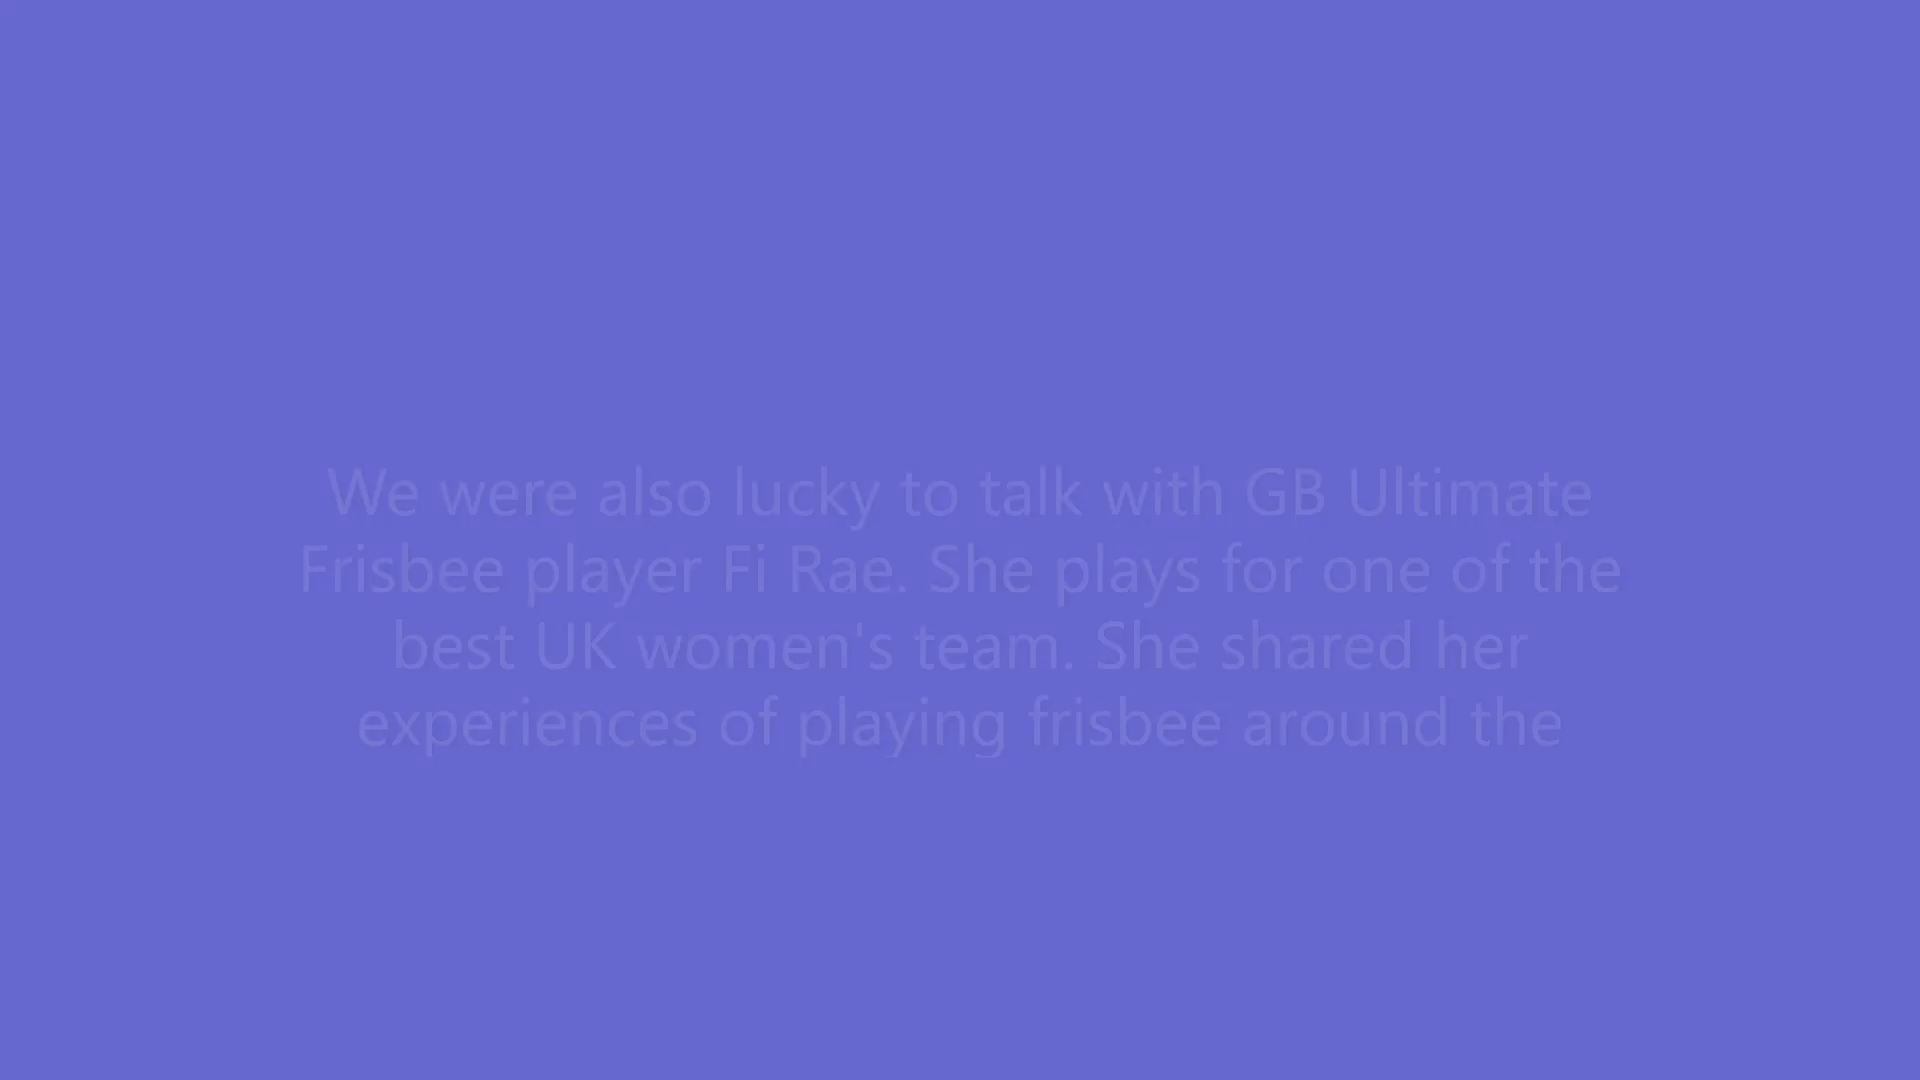 We were also lucky to talk with GB Ultimate
Frisbee player Fi Rae. She plays for one of the
best UK women's team. She shared her
experiences of playing frisbee around the